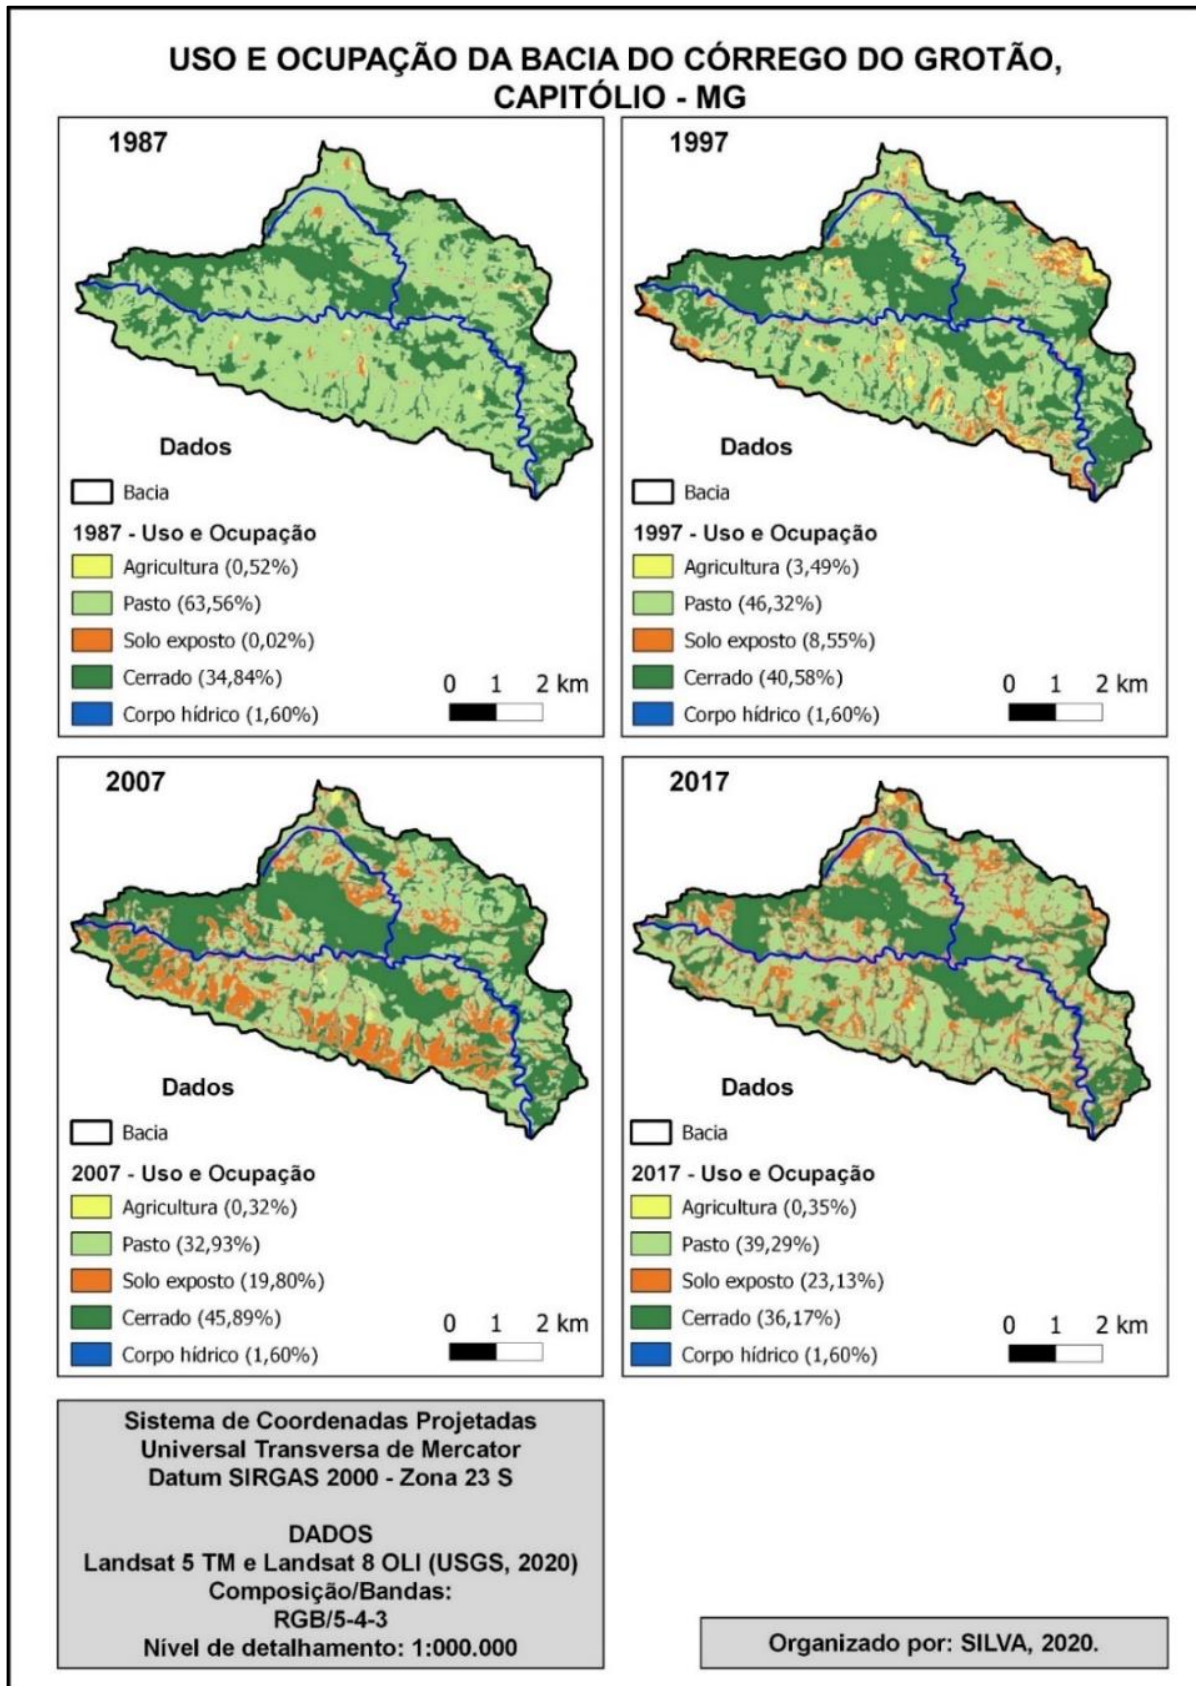 USO E OCUPAÇÃO DA BACIA DO CÓRREGO DO GROTÃO,
CAPITÓLIO - MG
1987
Dados
Bacia
1987 - Uso e Ocupação
Agricultura (0,52%)
Pasto (63,56%)
Solo exposto (0,02%)
Cerrado (34,84%)
Corpo hídrico (1,60%)
0 1 2 km
1997
Dados
Bacia
1997 - Uso e Ocupação
Agricultura (3,49%)
Pasto (46,32%)
Solo exposto (8,55%)
Cerrado (40,58%)
Corpo hídrico (1,60%)
0 1 2 km
2007
Dados
Bacia
2007 - Uso e Ocupação
Agricultura (0,32%)
Pasto (32,93%)
Solo exposto (19,80%)
Cerrado (45,89%)
Corpo hídrico (1,60%)
0 1 2 km
2017
Dados
Bacia
2017 - Uso e Ocupação
Agricultura (0,35%)
Pasto (39,29%)
Solo exposto (23,13%)
Cerrado (36,17%)
Corpo hídrico (1,60%)
0 1 2 km
Sistema de Coordenadas Projetadas
Universal Transversa de Mercator
Datum SIRGAS 2000 - Zona 23 S
DADOS
Landsat 5 TM e Landsat 8 OLI (USGS, 2020)
Composição/Bandas:
RGB/5-4-3
Nível de detalhamento: 1:000.000
Organizado por: SILVA, 2020.